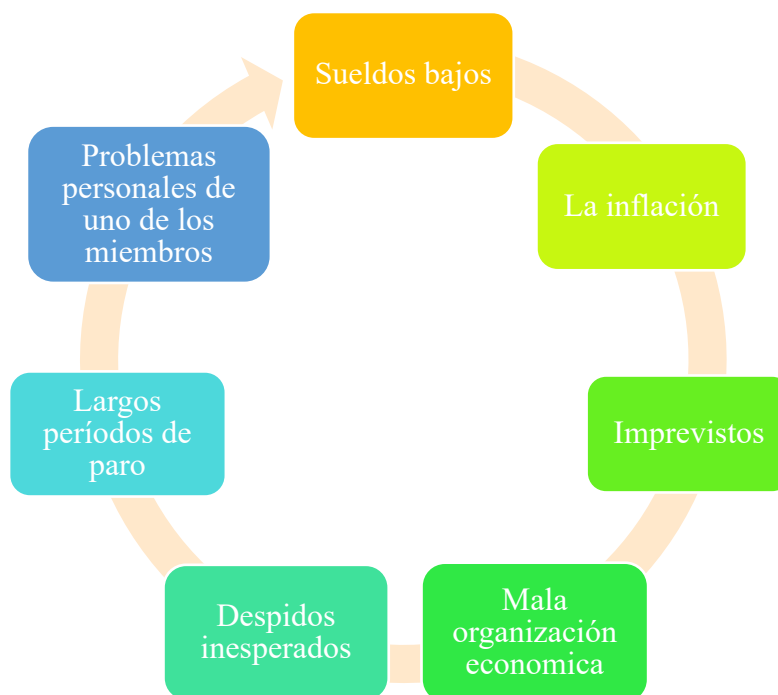 Sueldos bajos
La inflación
Imprevistos
Mala
organización
economica
Despidos
inesperados
Largos
períodos de
paro
Problemas
personales de
uno de los
miembros